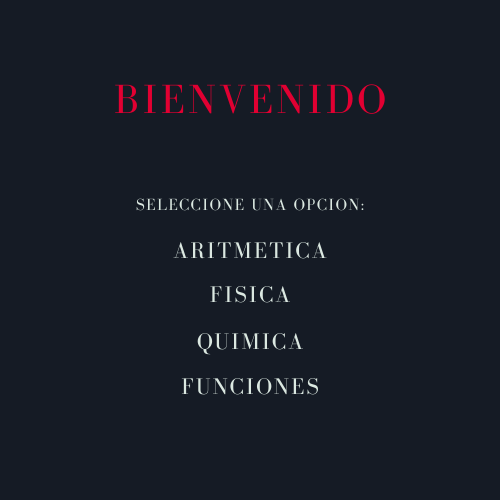 BIENVENIDO
SELECCIONE UNA OPCION:
ARITMETICA
FISICA
QUIMICA
FUNCIONES